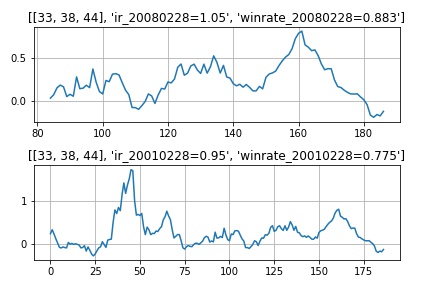 [[33, 38, 44], 'ir_20080228=1.05', 'winrate_20080228=0.883']
0.5
0.0
80 100 120 140 160 180
[[33, 38, 44], 'ir_20010228=0.95', 'winrate_20010228=0.775']
1
0
0 25 50 75 100 125 150 175